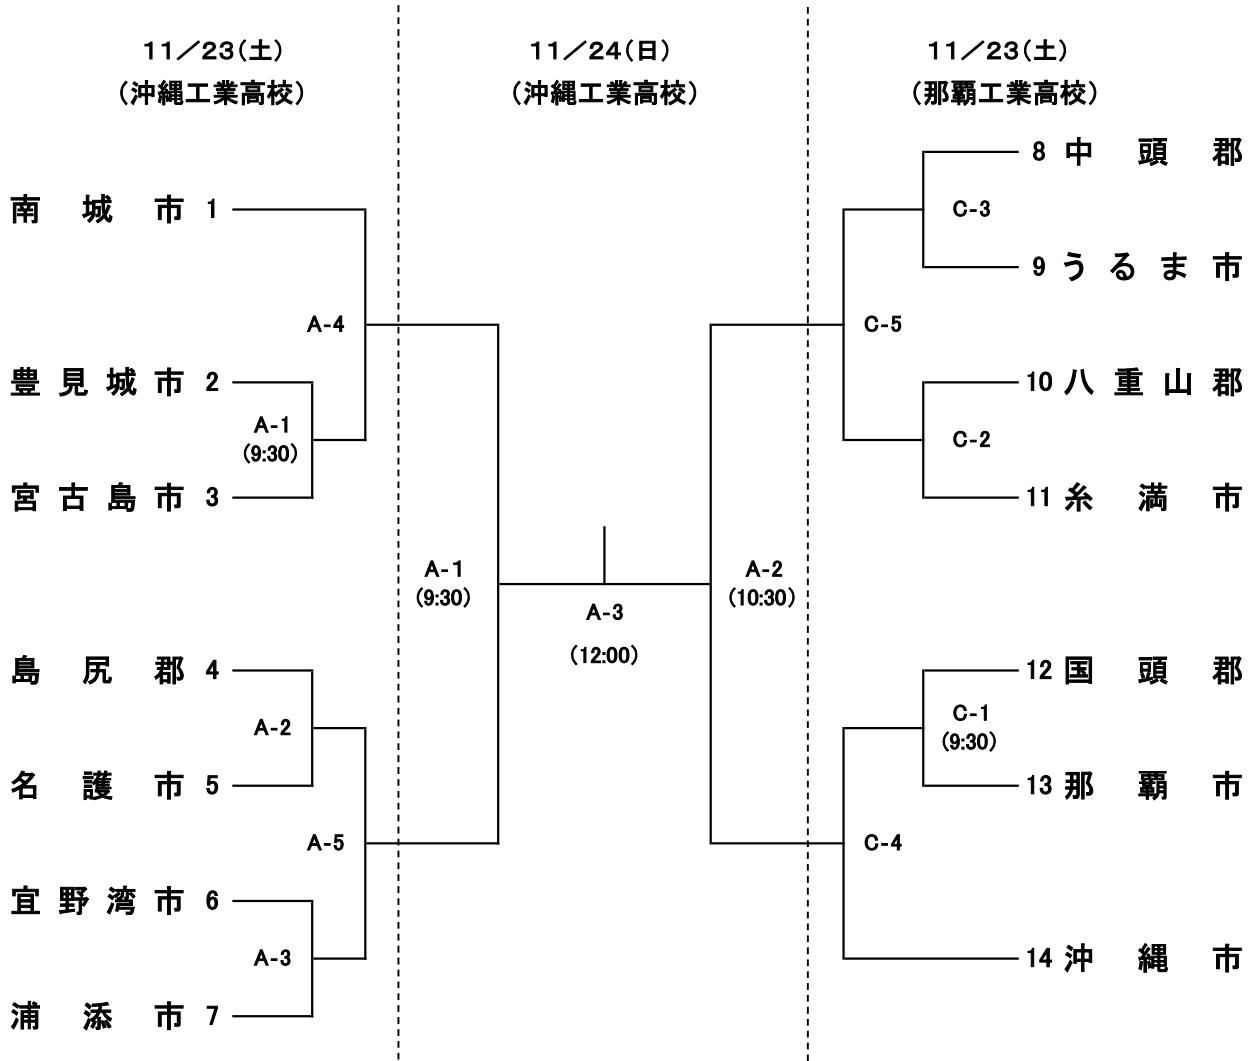 11/23(土)
(沖縄工業高校)
11/24(日)
(沖縄工業高校)
11/23(土)
(那覇工業高校)
南城市 1
A-4
豊見城市 2
A-1
(9:30)
宮古島市 3
島尻郡 4
A-2
名護市 5
A-5
宜野湾市 6
A-3
浦添市 7
A-1
(9:30)
A-3
(12:00)
A-2
(10:30)
8 中頭郡
C-3
9 うるま市
C-5
10 八重山郡
C-2
11 糸満市
12 国頭郡
C-1
(9:30)
13 那覇市
C-4
14 沖縄市